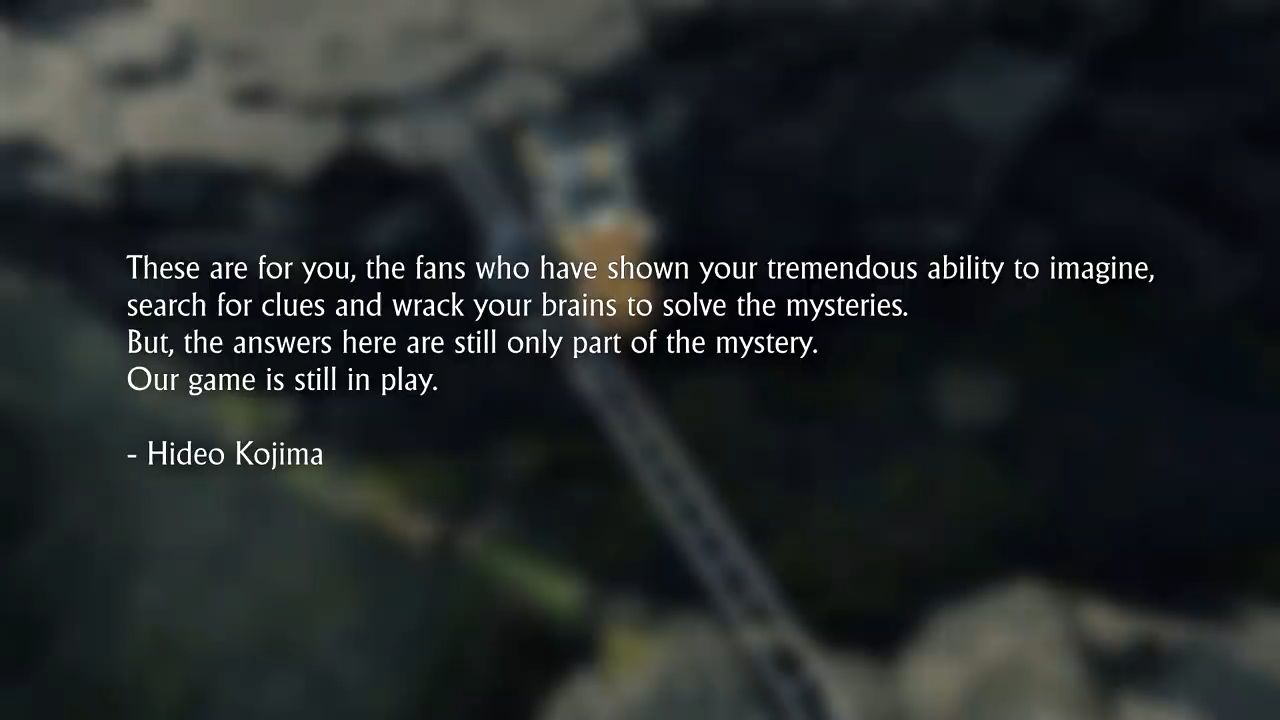 These are for you, the fans who have shown your tremendous ability to imagine,
search for clues and wrack your brains to solve the mysteries.
But, the answers here are still only part of the mystery.
Our game is still in play.
- Hideo Kojima